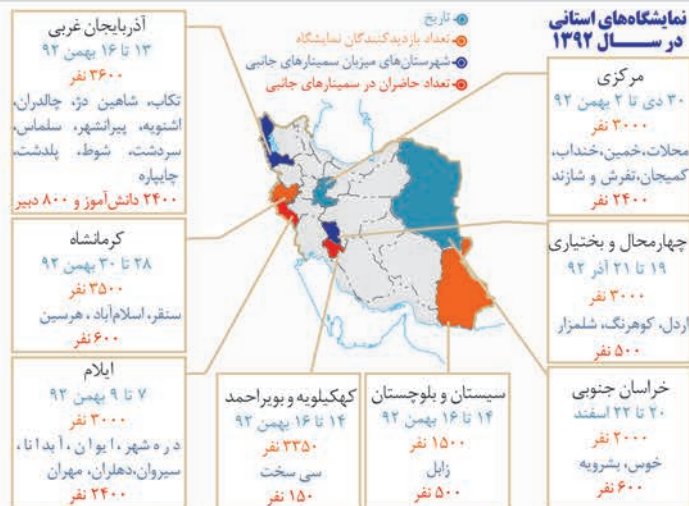 نمایشگاه‌های استانی
در ســـــال ۱۳۹۲
تاریخ
تعداد بازدیدکنندگان نمایشگاه
شهرستان‌های میزبان سمینارهای جانبی
تعداد حاضران در سمینارهای جانبی
مرکزی
۳۰ دی تا ۲ بهمن ۹۲
۳۰۰۰ نفر
محلات، خمین، خنداب،
کمیجان، تفرش و شازند
۲۴۰۰ نفر
چهارمحال و بختیاری
۱۹ تا ۲۱ آذر ۹۲
۳۰۰۰ نفر
اردل، کوهرنگ، شلمزار
۵۰۰ نفر
خراسان جنوبی
۲۰ تا ۲۲ اسفند
۲۰۰۰ نفر
خوس، بشرویه
۶۰۰ نفر
سیستان و بلوچستان
۱۴ تا ۱۶ بهمن ۹۲
۱۵۰۰ نفر
زابل
۵۰۰ نفر
کهکیلویه و بویراحمد
۱۴ تا ۱۶ بهمن ۹۲
۳۳۵۰ نفر
سی سخت
۱۵۰ نفر
آذربایجان غربی
۱۳ تا ۱۶ بهمن ۹۲
۳۶۰۰ نفر
تکاب، شاهین دژ، چالدران،
اشنویه، پیرانشهر، سلماس،
سردشت، شوط، پلدشت،
چایپاره
۲۴۰۰ دانش‌آموز و ۸۰۰ دبیر
کرمانشاه
۲۸ تا ۳۰ بهمن ۹۲
۳۵۰۰ نفر
سنقر، اسلام‌آباد، هرسین
۶۰۰ نفر
ایلام
۷ تا ۹ بهمن ۹۲
۳۰۰۰ نفر
دره شهر، ایوان، آبدانا،
سیروان، دهلران، مهران
۲۴۰۰ نفر